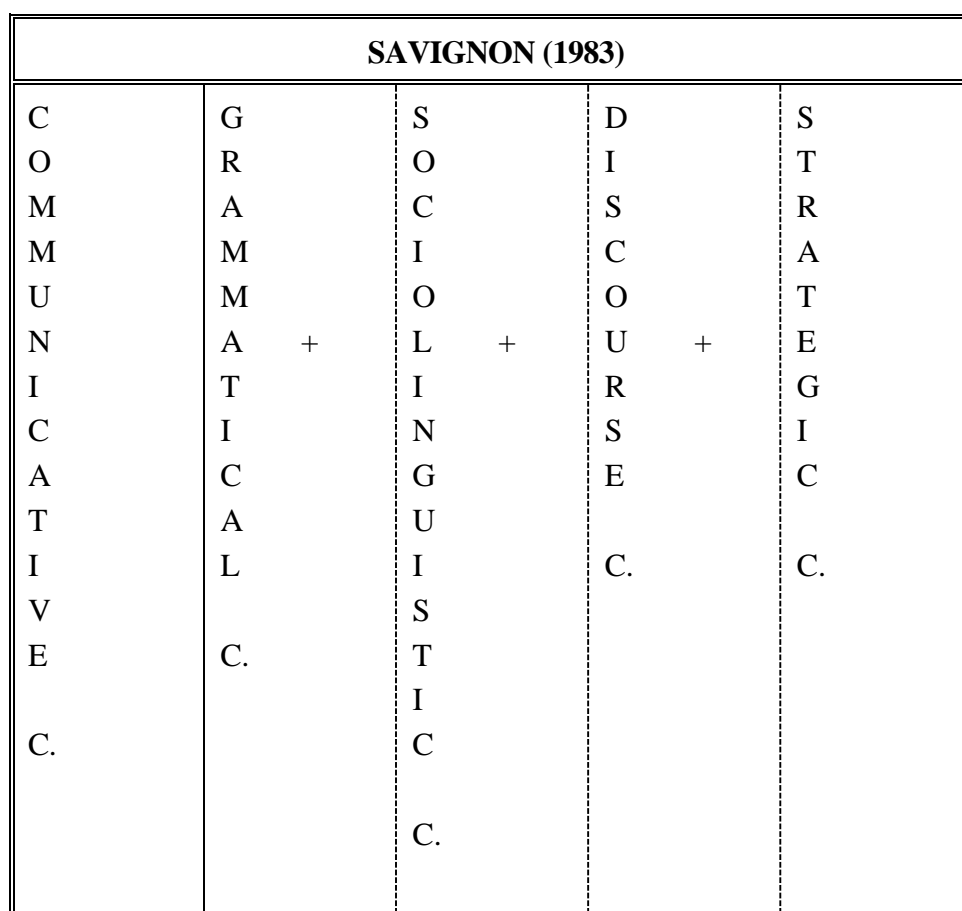 SAVIGNON (1983)
COMMUNICATIVE C.
GRAMMATICAL C.
+
SOCIOLINGUISTIC C.
+
DISCOURSE C.
+
STRATEGIC C.